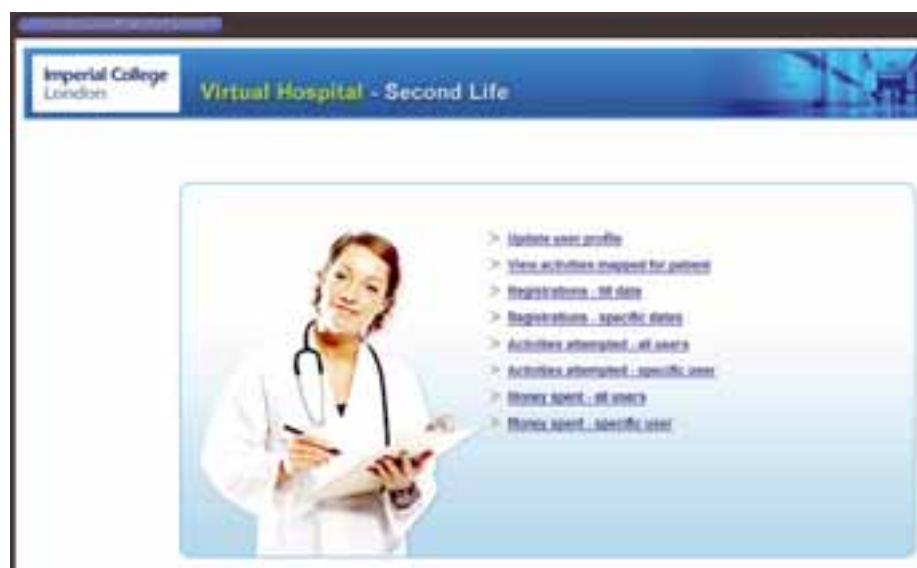 Imperial College
London
Virtual Hospital - Second Life
> Update user profile
> View activities mapped for patient
> Registrations - till date
> Registrations - specific dates
> Activities attempted - all users
> Activities attempted - specific user
> Money spent - all users
> Money spent - specific user